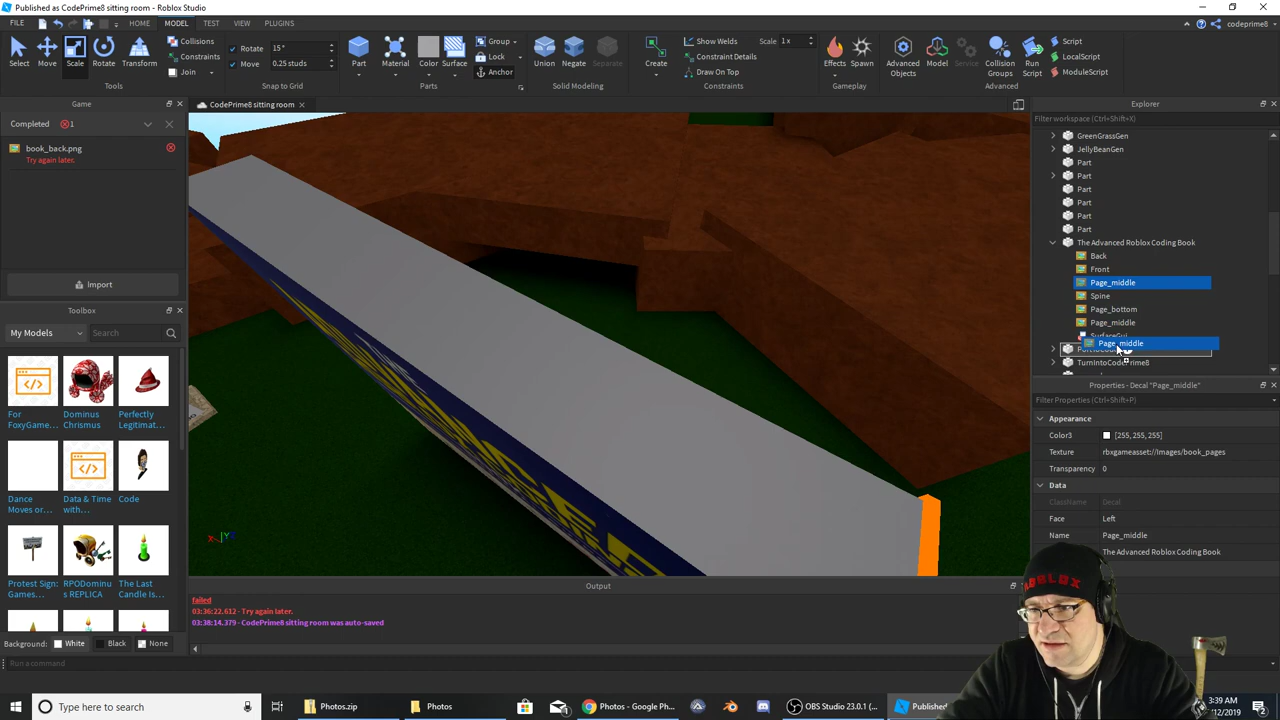 Published as CodePrime8 sitting room - Roblox Studio
FILE HOME MODEL TEST VIEW PLUGINS codeprime8
Select Move Scale Rotate Transform
Collisions
Constraints
Join
Tools
Rotate 15°
Move 0.25 studs
Snap to Grid
Part Material Color Surface
Group
Lock
Anchor
Parts
Union Negate Separate
Solid Modeling
Create
Show Welds Scale 1 x
Constraint Details
Draw On Top
Constraints
Effects Spawn
Gameplay
Advanced Objects Model Service Collision Groups Run Script
Script
LocalScript
ModuleScript
Advanced
Game
Completed 1
book_back.png
Try again later.
Import
Toolbox
My Models Search
For FoxyGame... Dominus Chrismus Perfectly Legitimat...
Dance Moves or... Data & Time with... Code
Protest Sign: Games... RPODominus REPLICA The Last Candle Is...
Background: White Black None
CodePrime8 sitting room
X Y
Output
failed
03:36:22.612 - Try again later.
03:38:14.379 - CodePrime8 sitting room was auto-saved
Run a command
Explorer
Filter workspace (Ctrl+Shift+X)
GreenGrassGen
JellyBeanGen
Part
Part
Part
Part
Part
Part
The Advanced Roblox Coding Book
Back
Front
Page_middle
Spine
Page_bottom
Page_middle
SurfaceGui
Page_middle
Properties - Decal "Page_middle"
Filter Properties (Ctrl+Shift+P)
Appearance
Color3 [255, 255, 255]
Texture rbxgameasset://Images/book_pages
Transparency 0
Data
ClassName Decal
Face Left
Name Page_middle
The Advanced Roblox Coding Book
ROBLOX
Type here to search
Photos.zip
Photos
Photos - Google Ph...
OBS Studio 23.0.1 (...
Published
3:39 AM